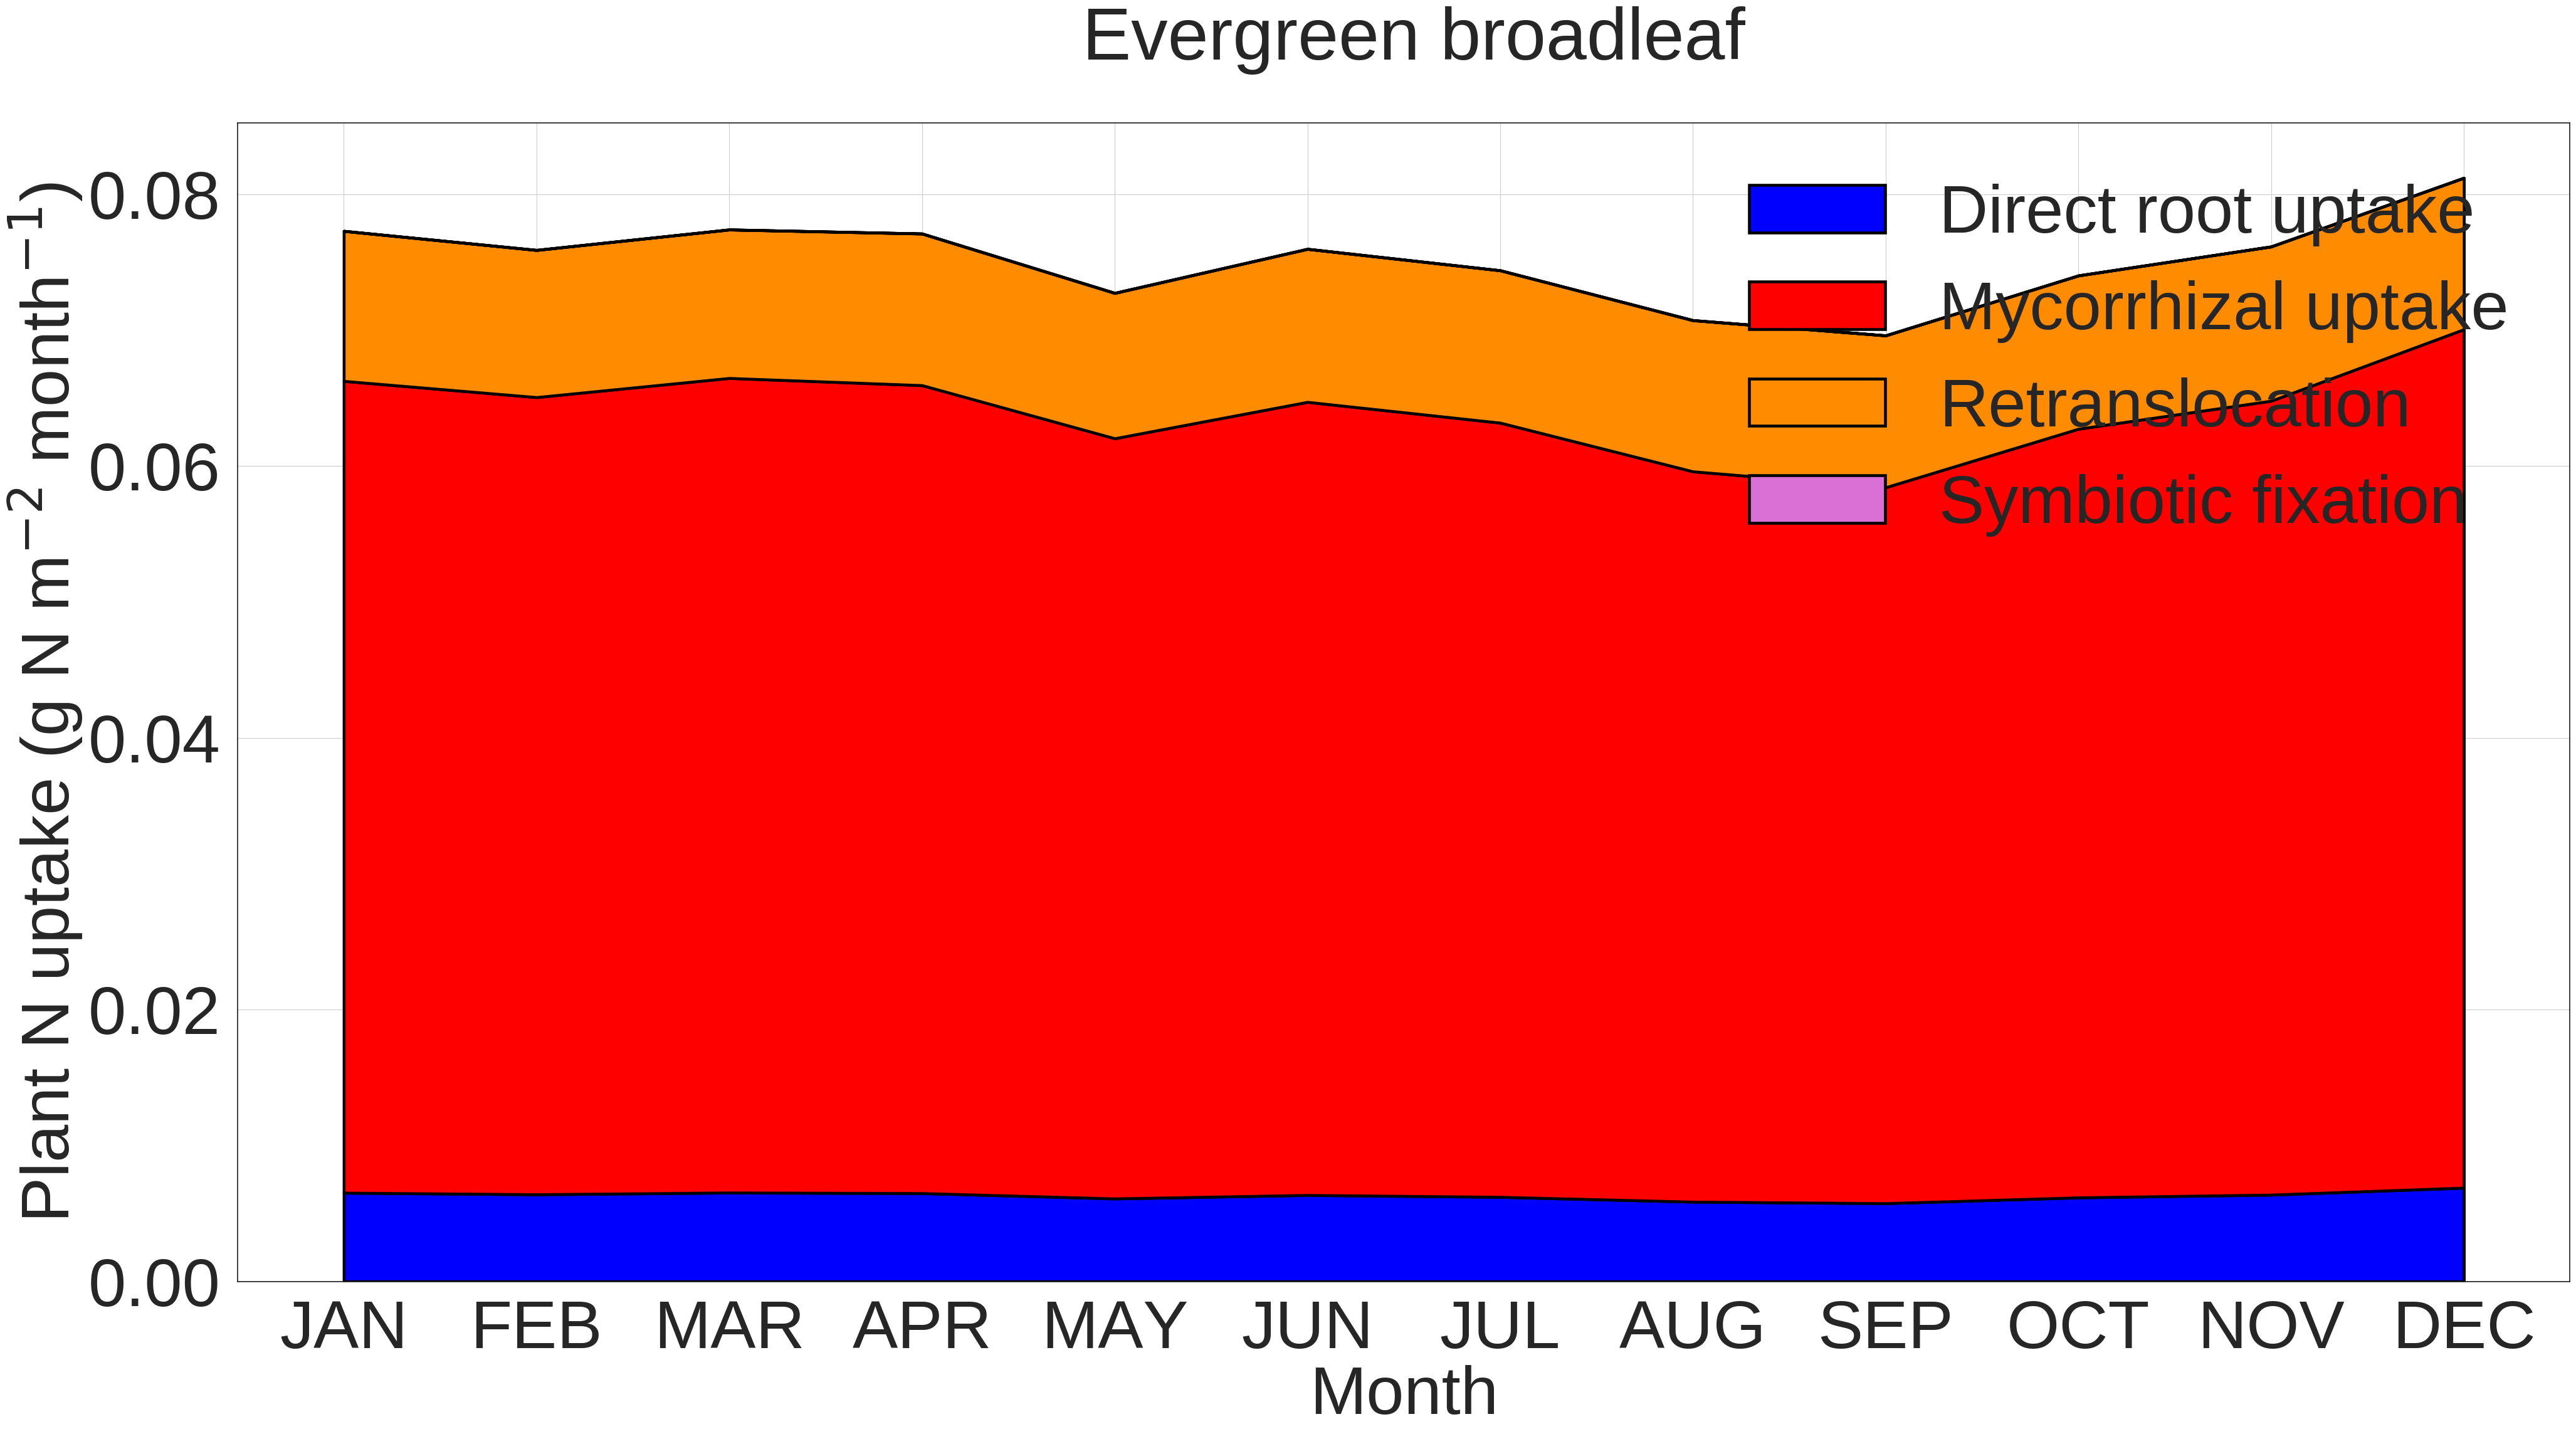 Evergreen broadleaf
Plant N uptake (g N m⁻² month⁻¹)
0.08
0.06
0.04
0.02
0.00
Direct root uptake
Mycorrhizal uptake
Retranslocation
Symbiotic fixation
JAN FEB MAR APR MAY JUN JUL AUG SEP OCT NOV DEC
Month